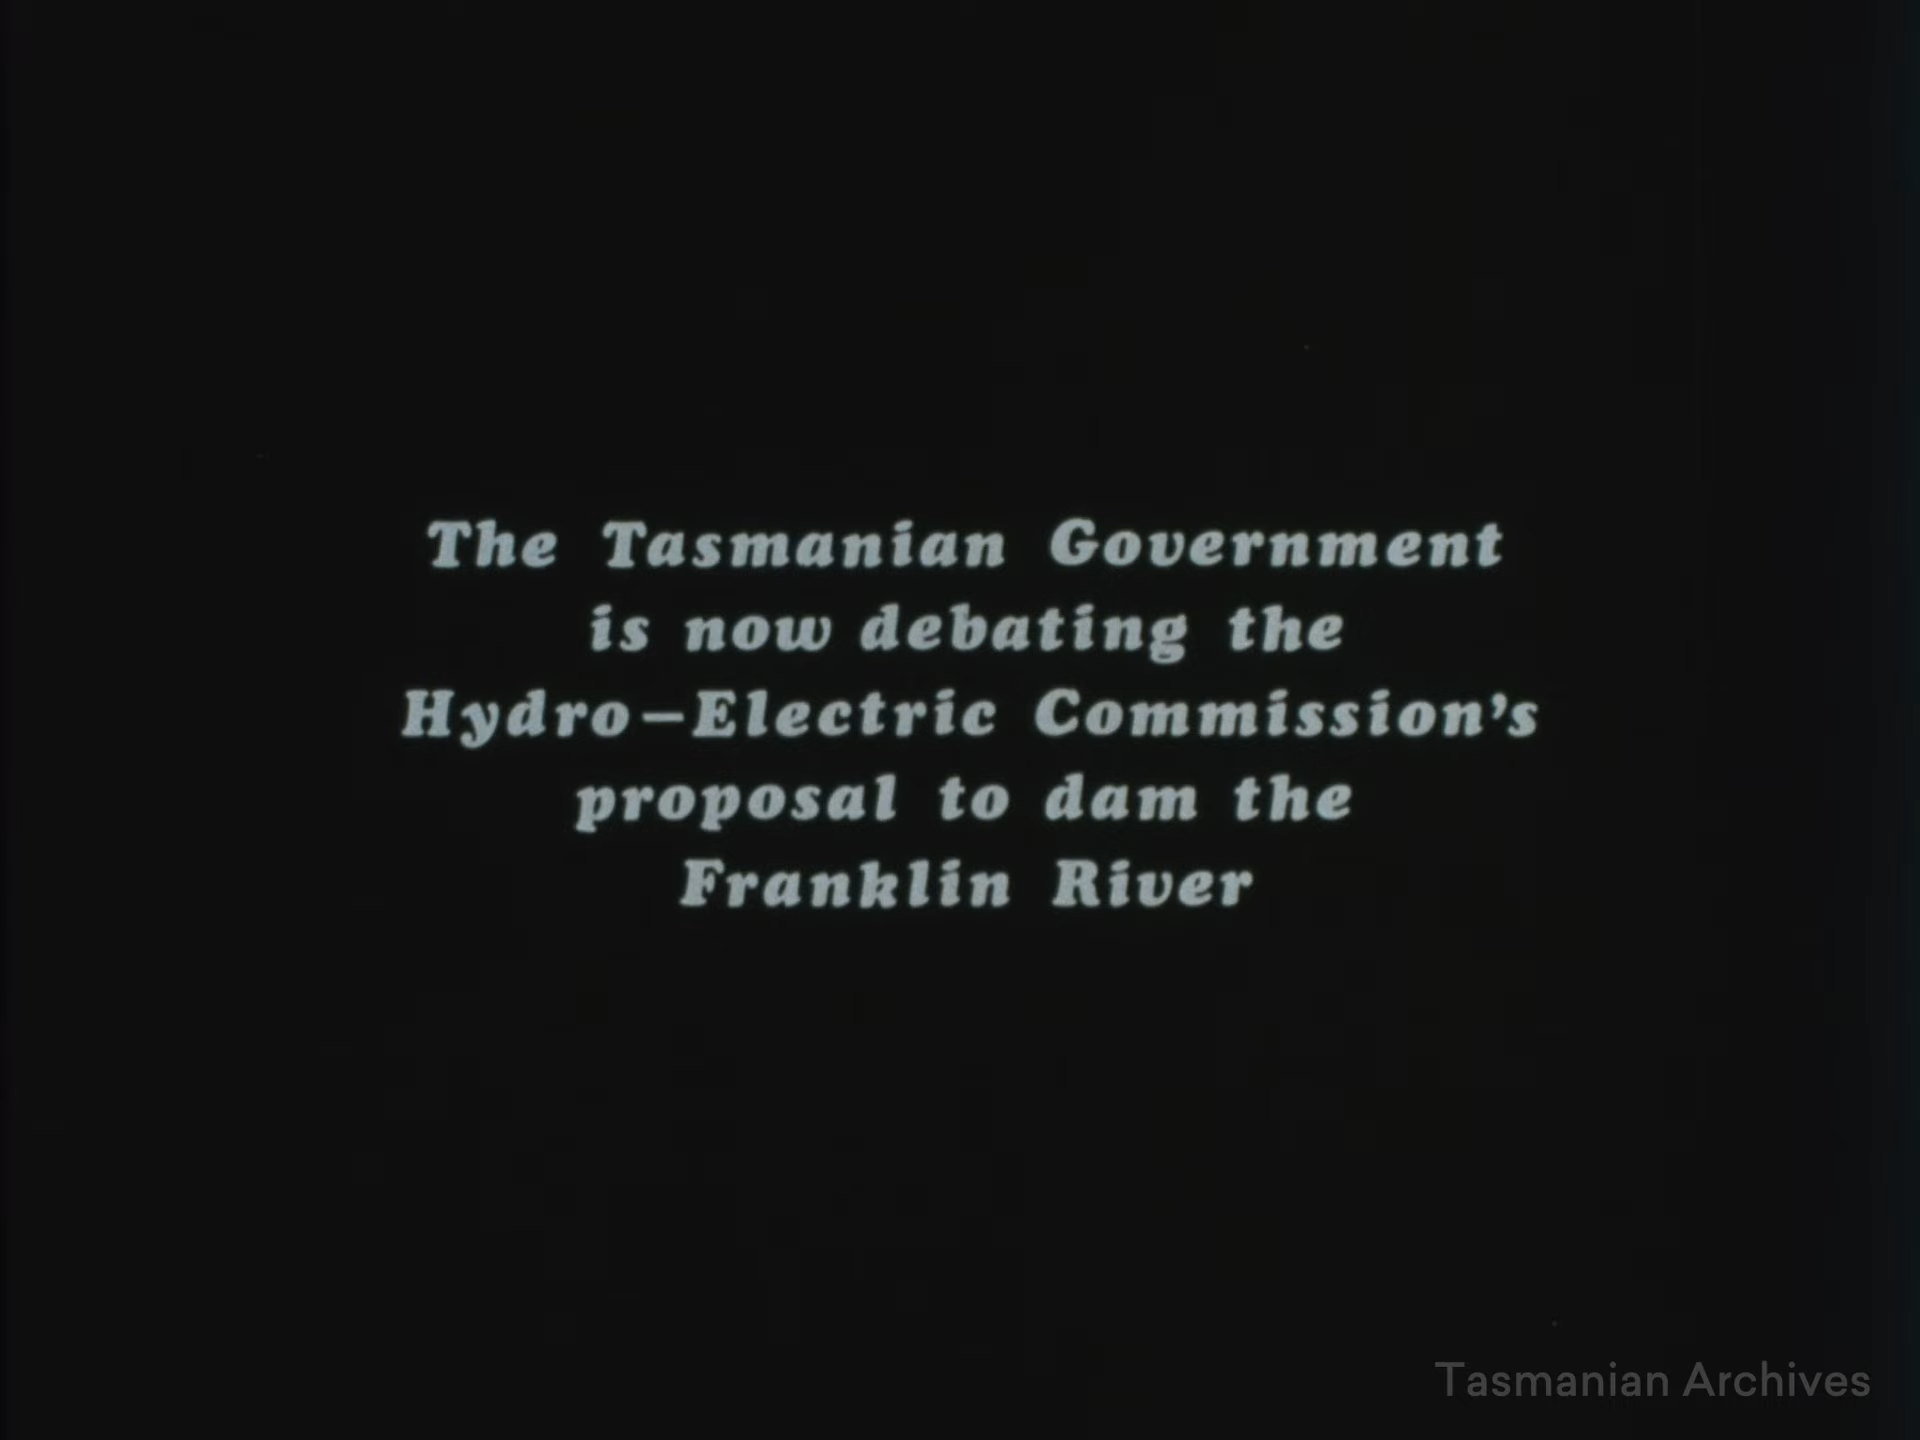 The Tasmanian Government
is now debating the
Hydro–Electric Commission’s
proposal to dam the
Franklin River
Tasmanian Archives